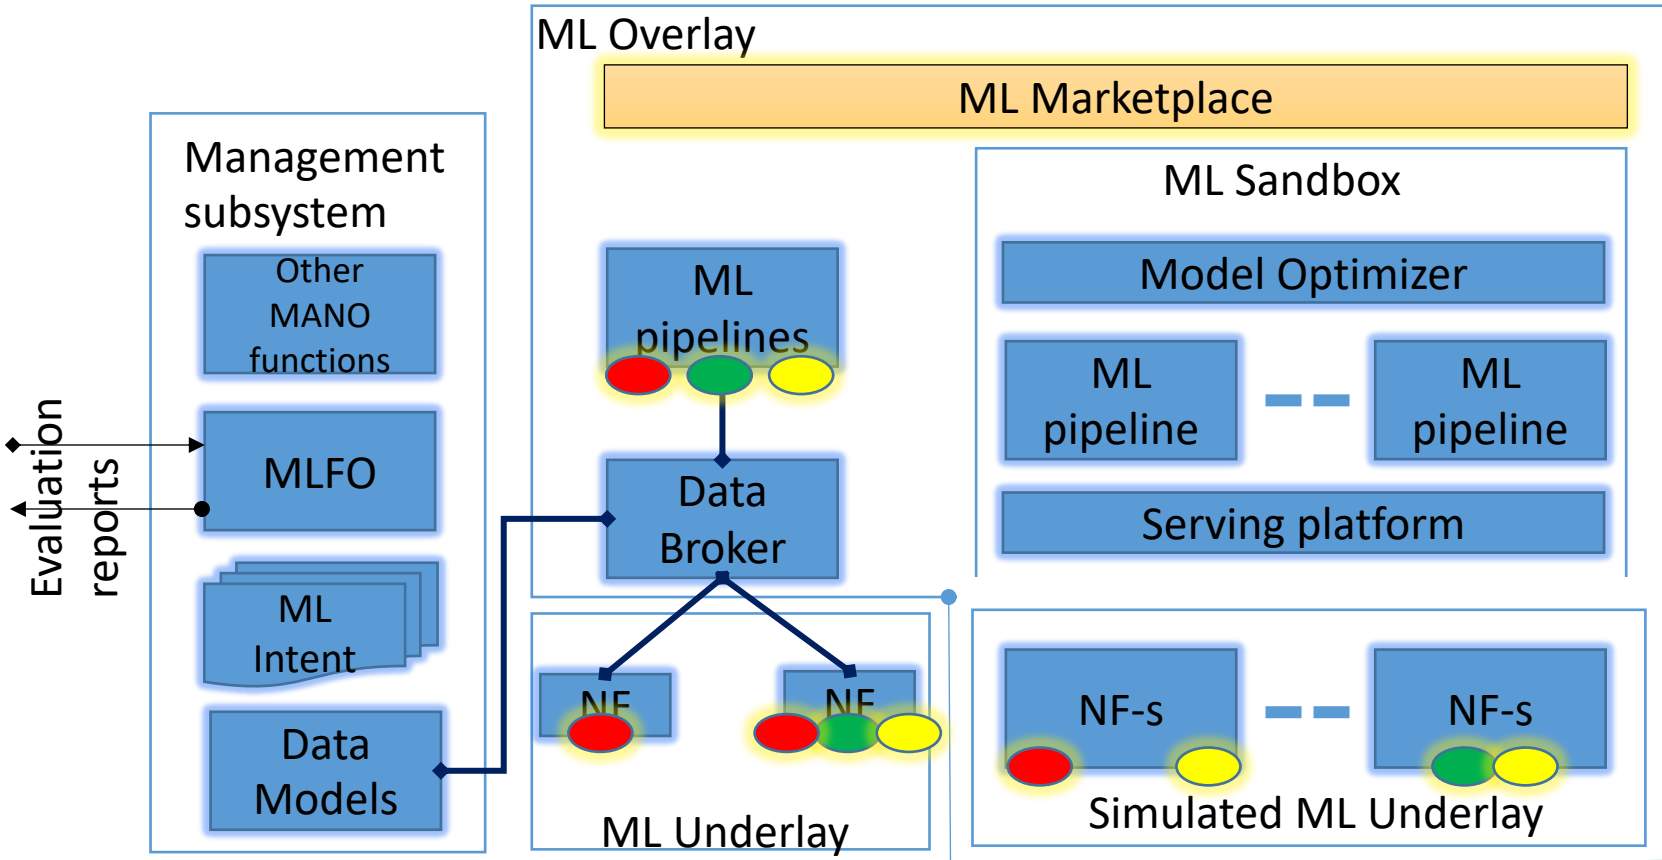 ML Overlay
ML Marketplace
Management
subsystem
Other
MANO
functions
MLFO
ML
Intent
Data
Models
Evaluation
reports
ML
pipelines
Data
Broker
NF
NF
ML Underlay
ML Sandbox
Model Optimizer
ML
pipeline
ML
pipeline
Serving platform
NF-s
NF-s
Simulated ML Underlay